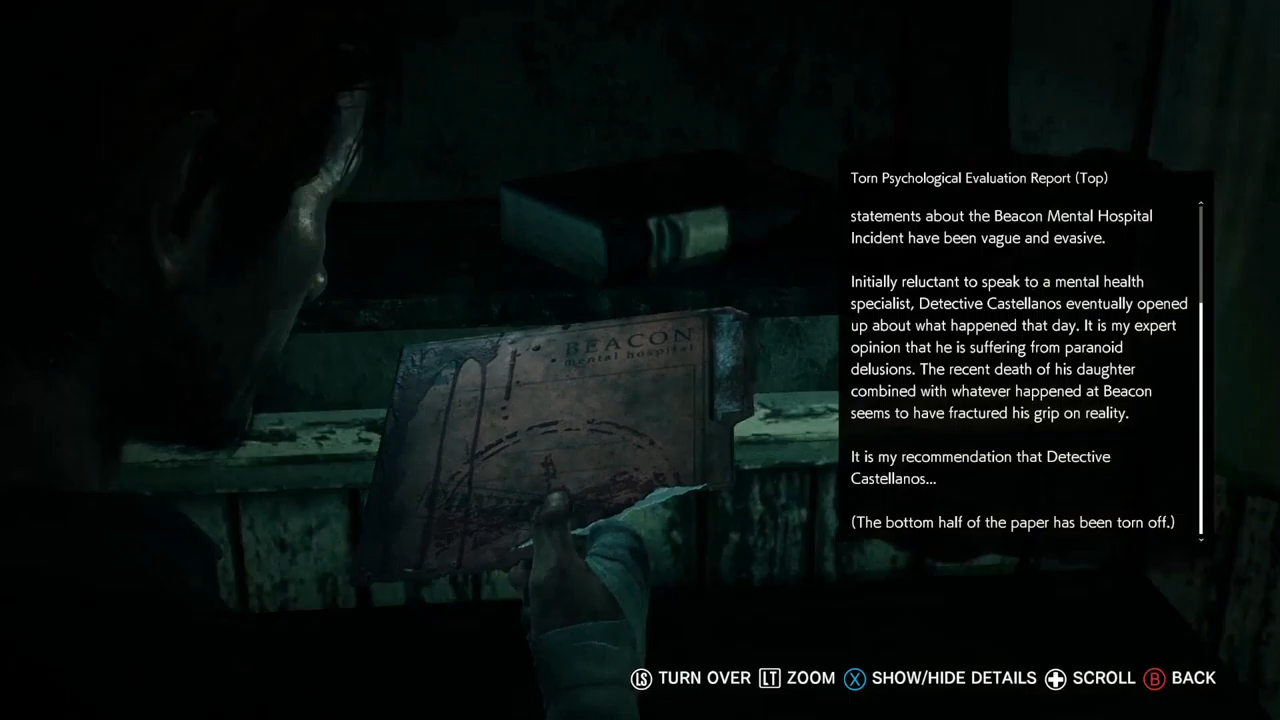 BEACON
mental hospital
Torn Psychological Evaluation Report (Top)
statements about the Beacon Mental Hospital
Incident have been vague and evasive.
Initially reluctant to speak to a mental health
specialist, Detective Castellanos eventually opened
up about what happened that day. It is my expert
opinion that he is suffering from paranoid
delusions. The recent death of his daughter
combined with whatever happened at Beacon
seems to have fractured his grip on reality.
It is my recommendation that Detective
Castellanos...
(The bottom half of the paper has been torn off.)
LS TURN OVER LT ZOOM X SHOW/HIDE DETAILS SCROLL B BACK